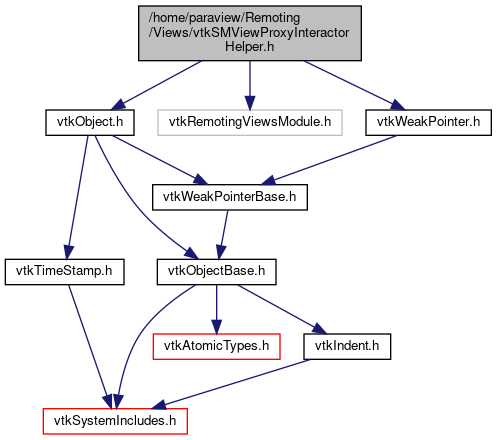 /home/paraview/Remoting
/Views/vtkSMViewProxyInteractor
Helper.h
vtkObject.h
vtkRemotingViewsModule.h
vtkWeakPointer.h
vtkWeakPointerBase.h
vtkTimeStamp.h
vtkObjectBase.h
vtkAtomicTypes.h
vtkIndent.h
vtkSystemIncludes.h